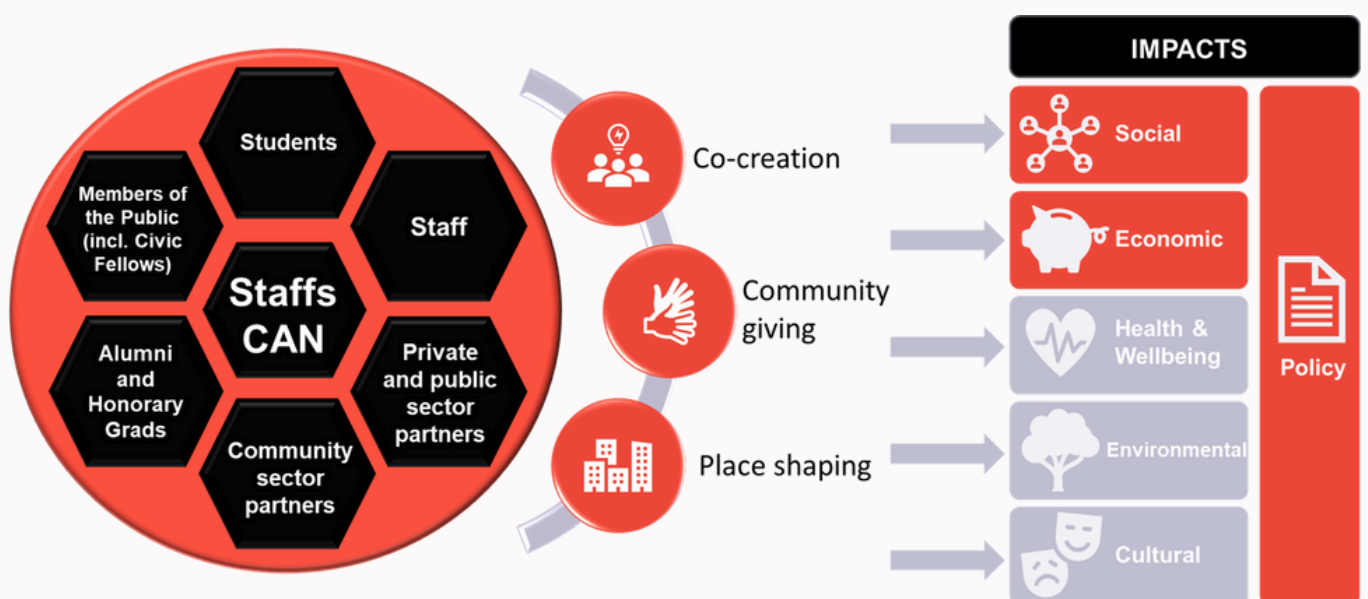 Students
Members of
the Public
(incl. Civic
Fellows)
Staff
Staffs
CAN
Alumni
and
Honorary
Grads
Private
and public
sector
partners
Community
sector
partners
Co-creation
Community
giving
Place shaping
IMPACTS
Social
Economic
Health &
Wellbeing
Environmental
Cultural
Policy